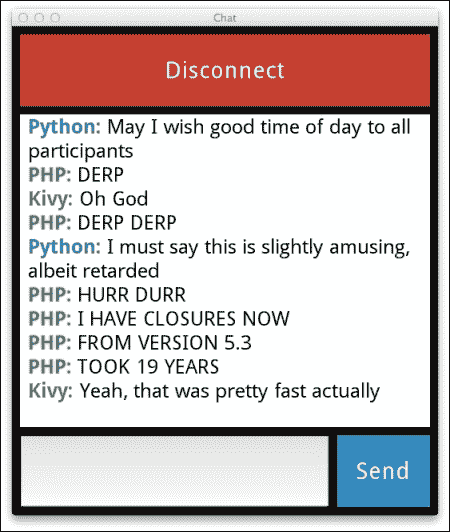 Chat
Disconnect
Python: May I wish good time of day to all
participants
PHP: DERP
Kivy: Oh God
PHP: DERP DERP
Python: I must say this is slightly amusing,
albeit retarded
PHP: HURR DURR
PHP: I HAVE CLOSURES NOW
PHP: FROM VERSION 5.3
PHP: TOOK 19 YEARS
Kivy: Yeah, that was pretty fast actually
Send